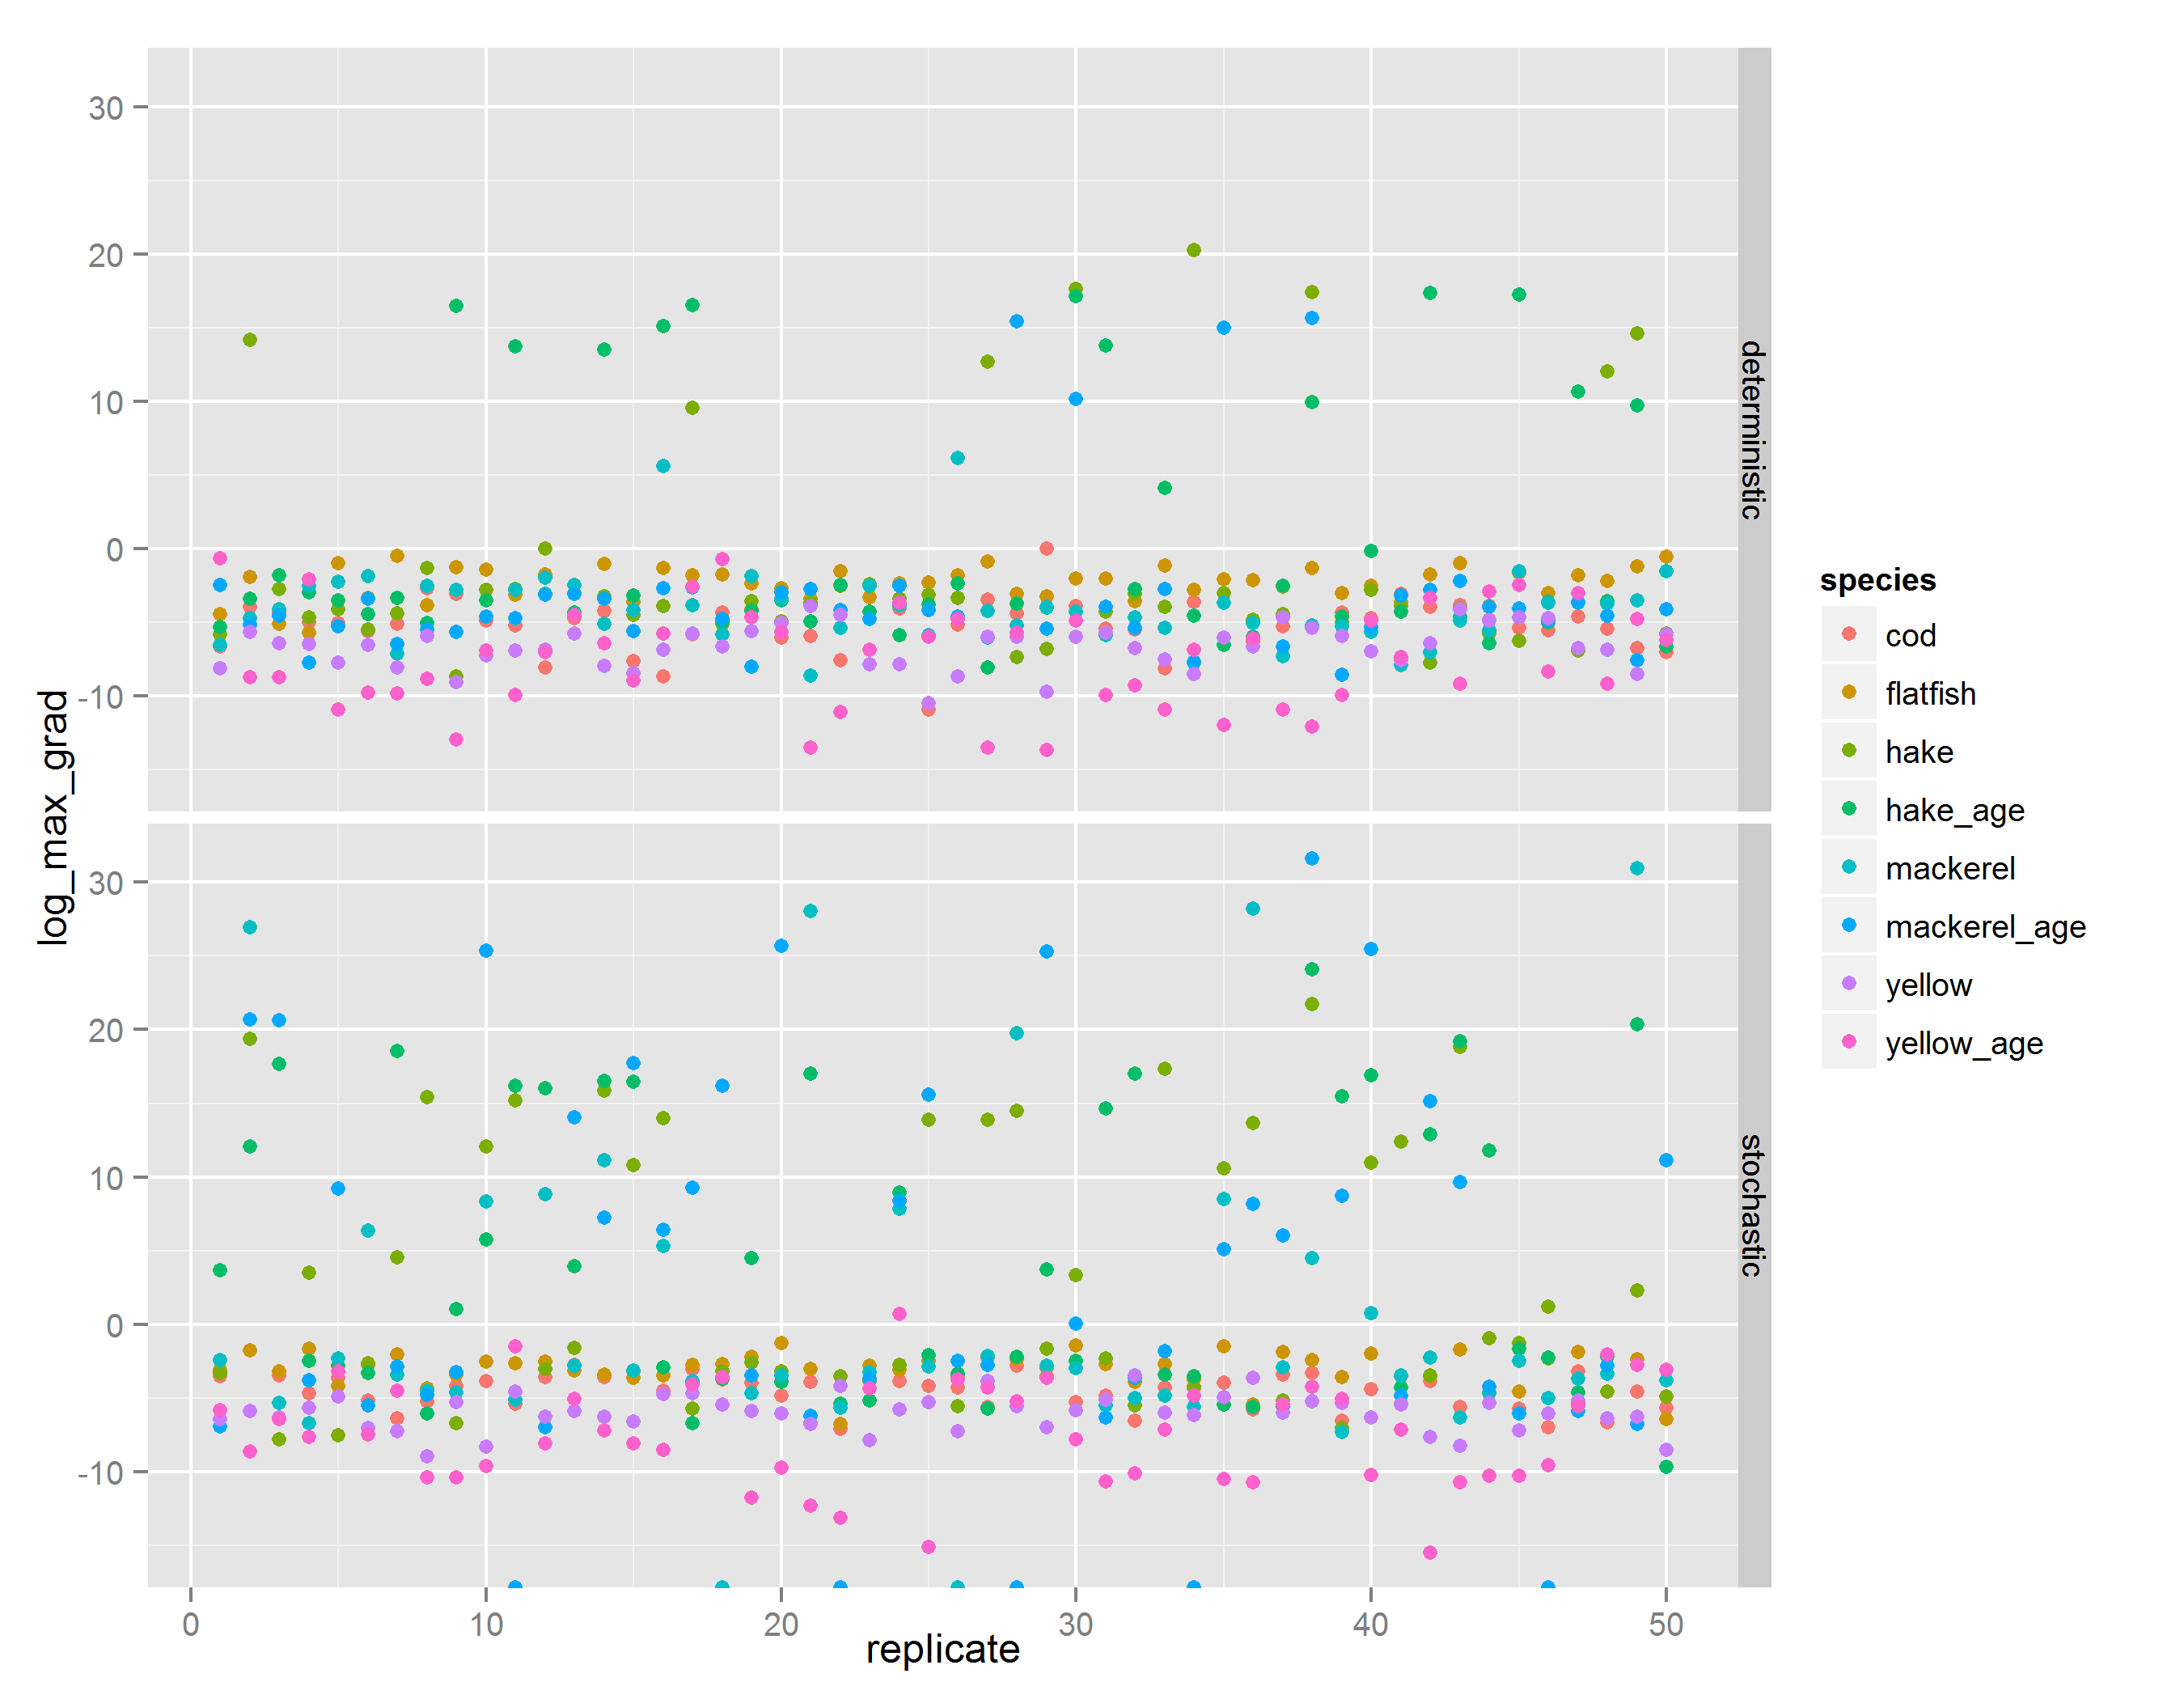 log_max_grad
30
20
10
0
-10
deterministic
30
20
10
0
-10
stochastic
0
10
20
30
40
50
replicate
species
cod
flatfish
hake
hake_age
mackerel
mackerel_age
yellow
yellow_age